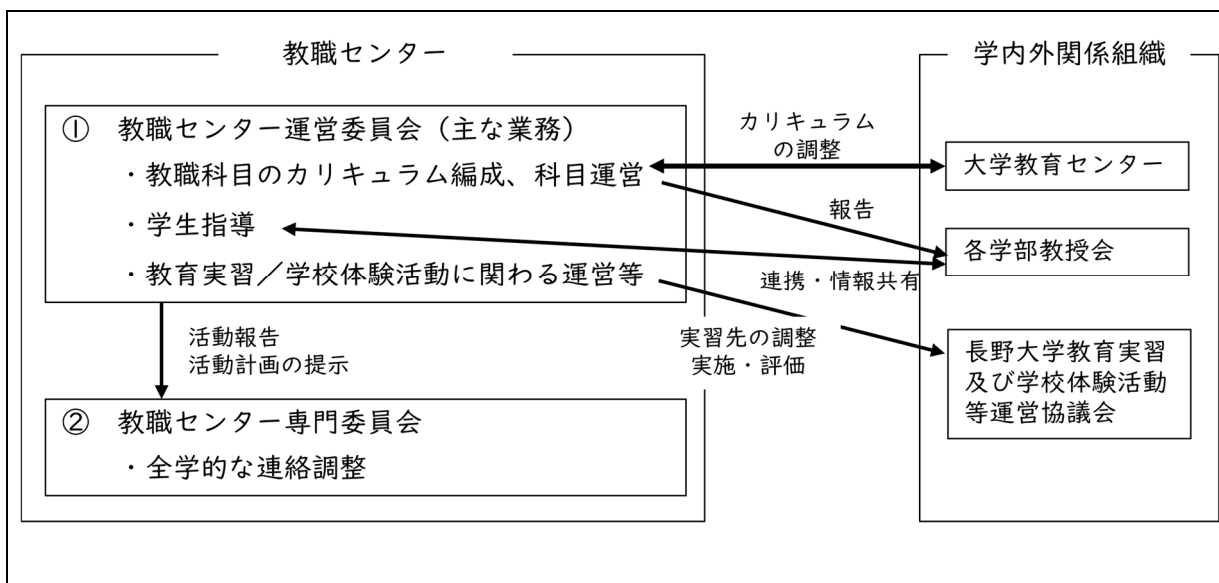 教職センター
① 教職センター運営委員会（主な業務）
・教職科目のカリキュラム編成、科目運営
・学生指導
・教育実習／学校体験活動に関わる運営等
活動報告
活動計画の提示
② 教職センター専門委員会
・全学的な連絡調整
カリキュラム
の調整
報告
連携・情報共有
実習先の調整
実施・評価
学内外関係組織
大学教育センター
各学部教授会
長野大学教育実習
及び学校体験活動
等運営協議会